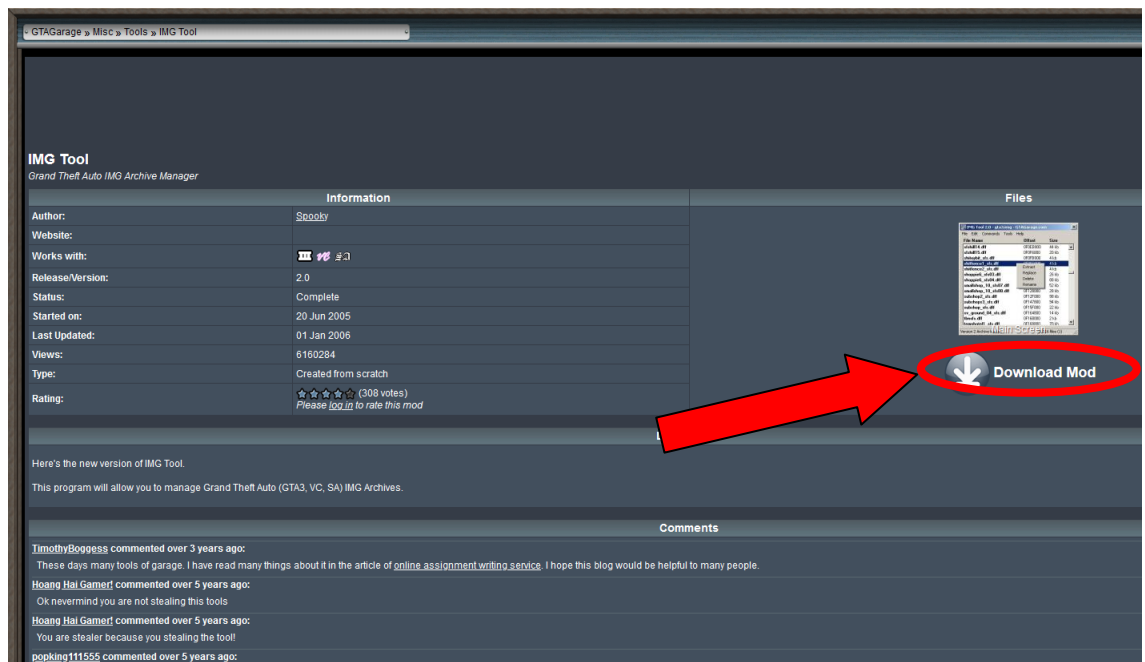 GTAGarage » Misc » Tools » IMG Tool
IMG Tool
Grand Theft Auto IMG Archive Manager
Information
Files
Author:
Spooky
Website:
Works with:
Release/Version:
2.0
Status:
Complete
Started on:
20 Jun 2005
Last Updated:
01 Jan 2006
Views:
6160284
Type:
Created from scratch
Rating:
(308 votes)
Please log in to rate this mod
Main Screen
Download Mod
Here's the new version of IMG Tool.
This program will allow you to manage Grand Theft Auto (GTA3, VC, SA) IMG Archives.
Comments
TimothyBoggess commented over 3 years ago:
These days many tools of garage. I have read many things about it in the article of online assignment writing service. I hope this blog would be helpful to many people.
Hoang Hai Gamer! commented over 5 years ago:
Ok nevermind you are not stealing this tools
Hoang Hai Gamer! commented over 5 years ago:
You are stealer because you stealing the tool!
popking111555 commented over 5 years ago: